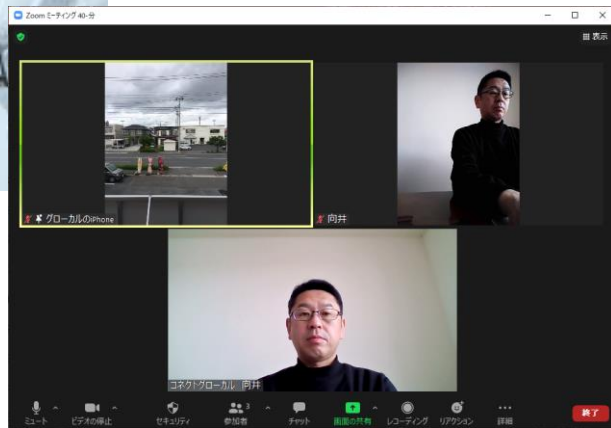 Zoom ミーティング 40-分
表示
グローカルのiPhone
向井
コネクトグローカル 向井
ミュート
ビデオの停止
セキュリティ
参加者
3
チャット
画面の共有
レコーディング
リアクション
詳細
終了